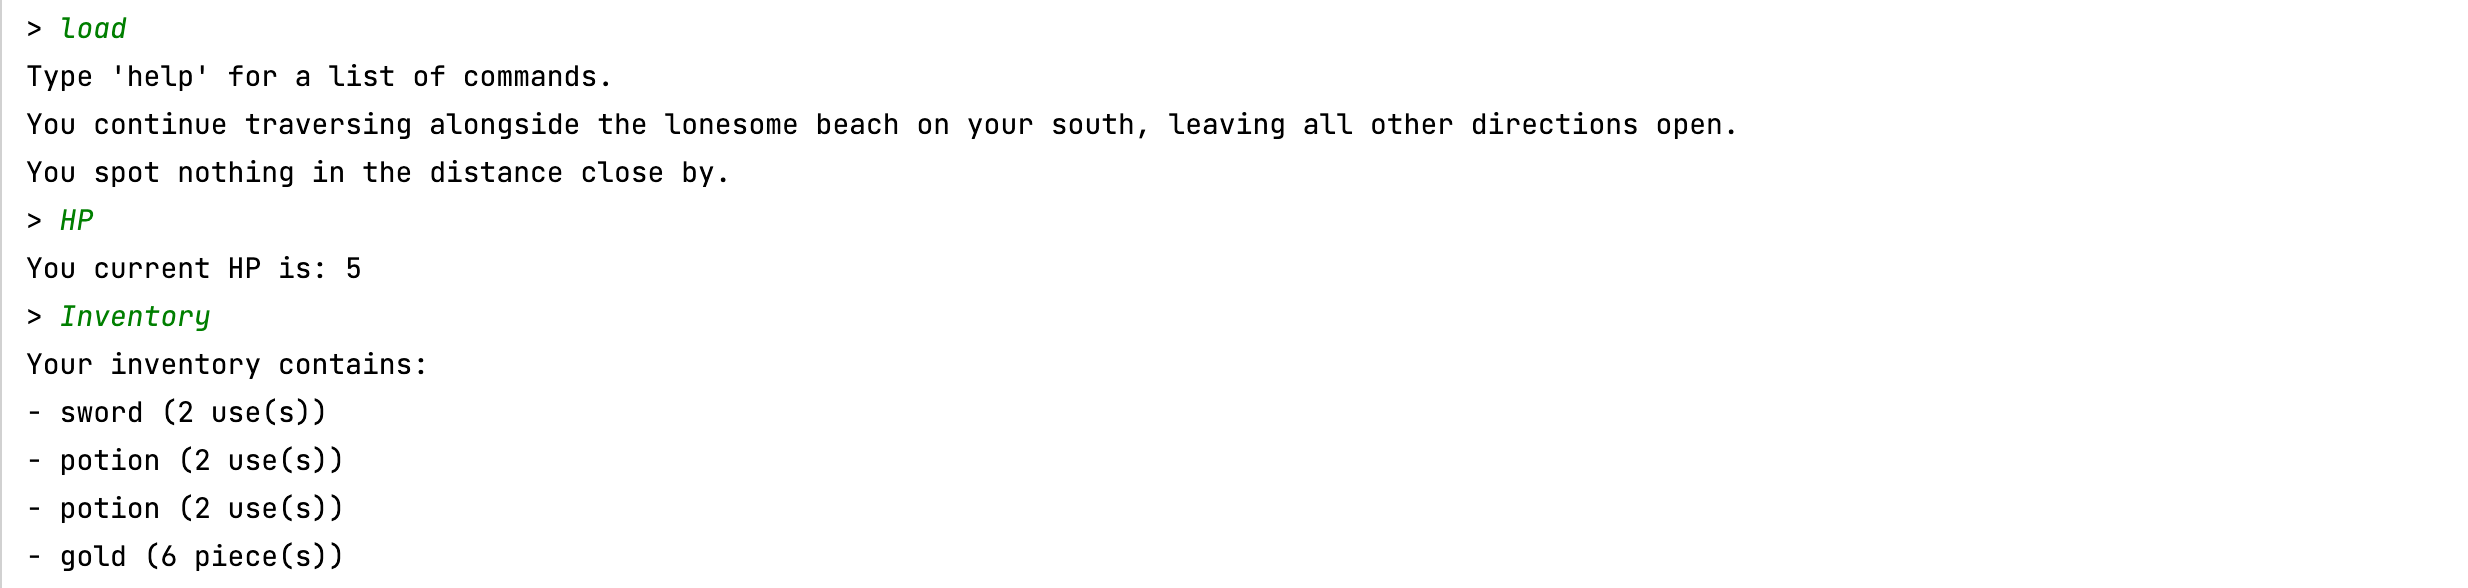 > load
Type 'help' for a list of commands.
You continue traversing alongside the lonesome beach on your south, leaving all other directions open.
You spot nothing in the distance close by.
> HP
You current HP is: 5
> Inventory
Your inventory contains:
- sword (2 use(s))
- potion (2 use(s))
- potion (2 use(s))
- gold (6 piece(s))